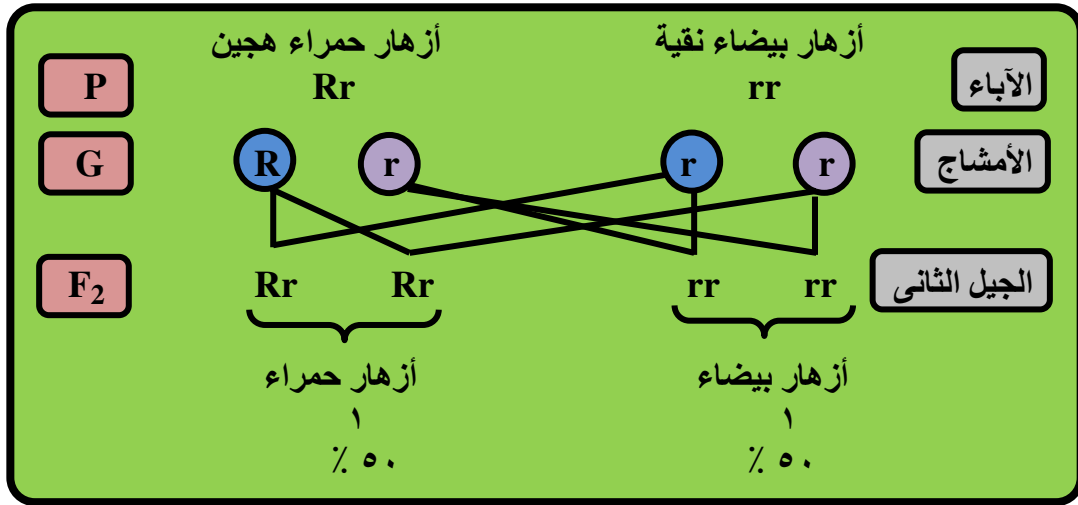 أزهار بيضاء نقية أزهار حمراء هجين
الآباء rr Rr P
الأمشاج r r r R G
الجيل الثانى rr rr Rr Rr F₂
أزهار بيضاء أزهار حمراء
١ ١
٥٠ ٪ ٥٠ ٪